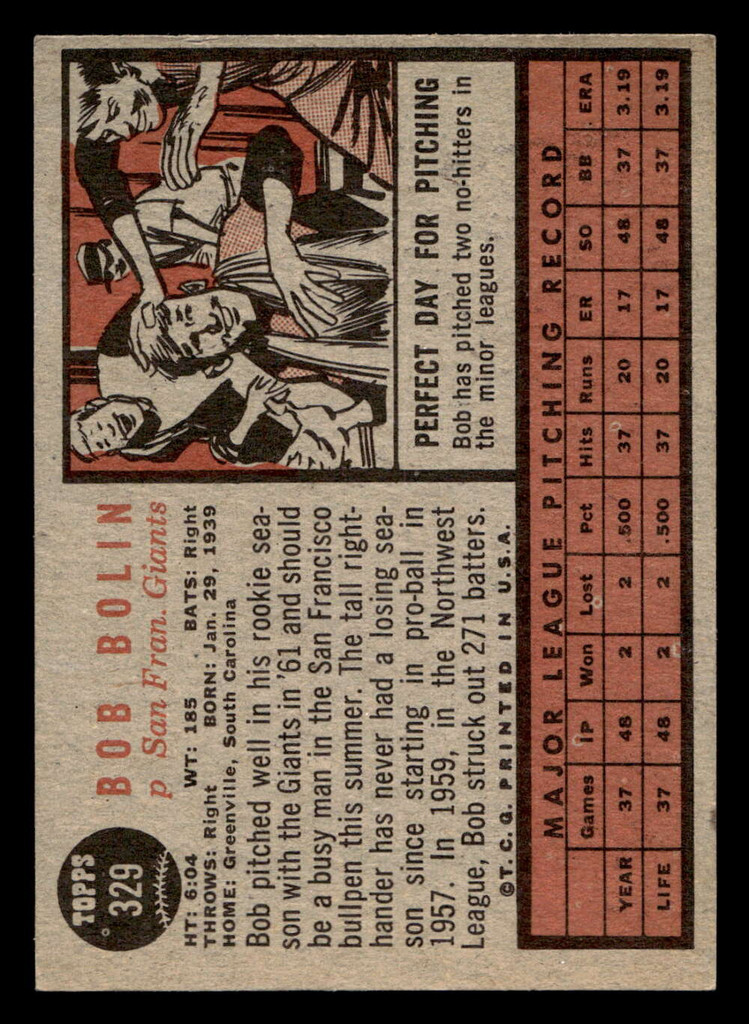 TOPPS
329
BOB BOLIN
p San Fran. Giants
HT: 6:04 WT: 185 BATS: Right
THROWS: Right BORN: Jan. 29, 1939
HOME: Greenville, South Carolina
Bob pitched well in his rookie sea-
son with the Giants in '61 and should
be a busy man in the San Francisco
bullpen this summer. The tall right-
hander has never had a losing sea-
son since starting in pro-ball in
1957. In 1959, in the Northwest
League, Bob struck out 271 batters.
©T.C.G. PRINTED IN U.S.A.
PERFECT DAY FOR PITCHING
Bob has pitched two no-hitters in
the minor leagues.
MAJOR LEAGUE PITCHING RECORD
Games IP Won Lost Pct Hits Runs ER SO BB ERA
YEAR 37 48 2 2 .500 37 20 17 48 37 3.19
LIFE 37 48 2 2 .500 37 20 17 48 37 3.19